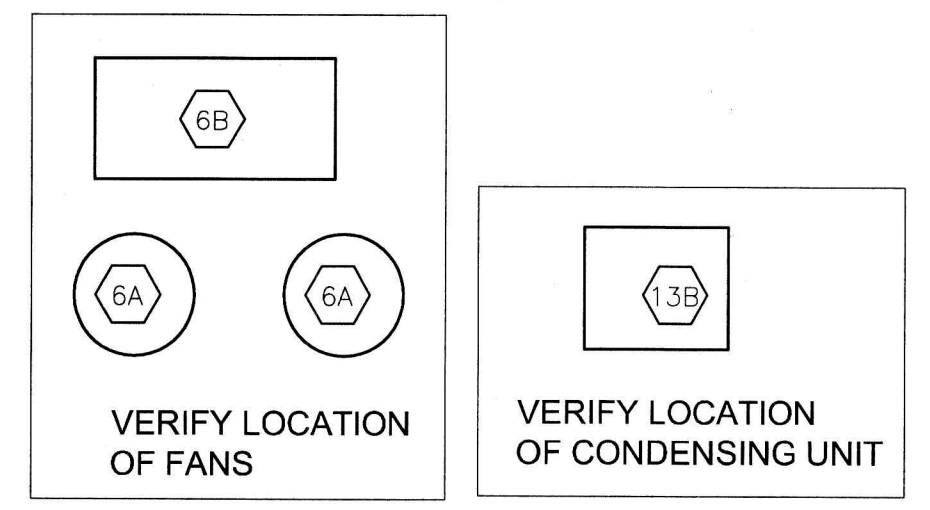 6B
6A
6A
VERIFY LOCATION
OF FANS
13B
VERIFY LOCATION
OF CONDENSING UNIT